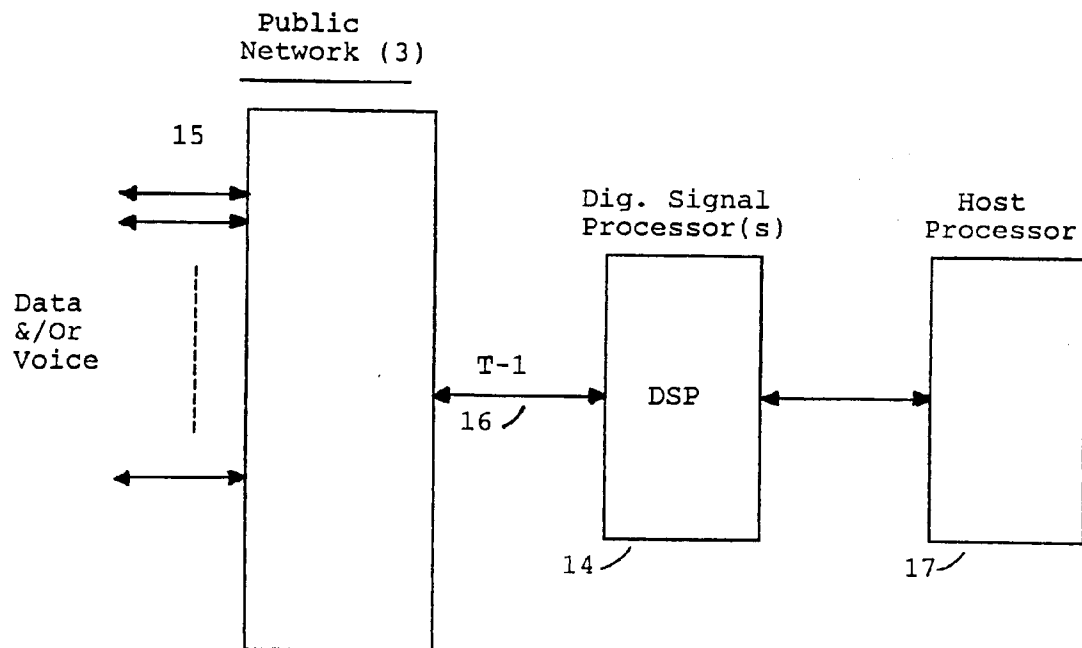 Public
Network (3)
15
Dig. Signal
Processor(s)
Host
Processor
Data
&/Or
Voice
T-1
16
DSP
14
17